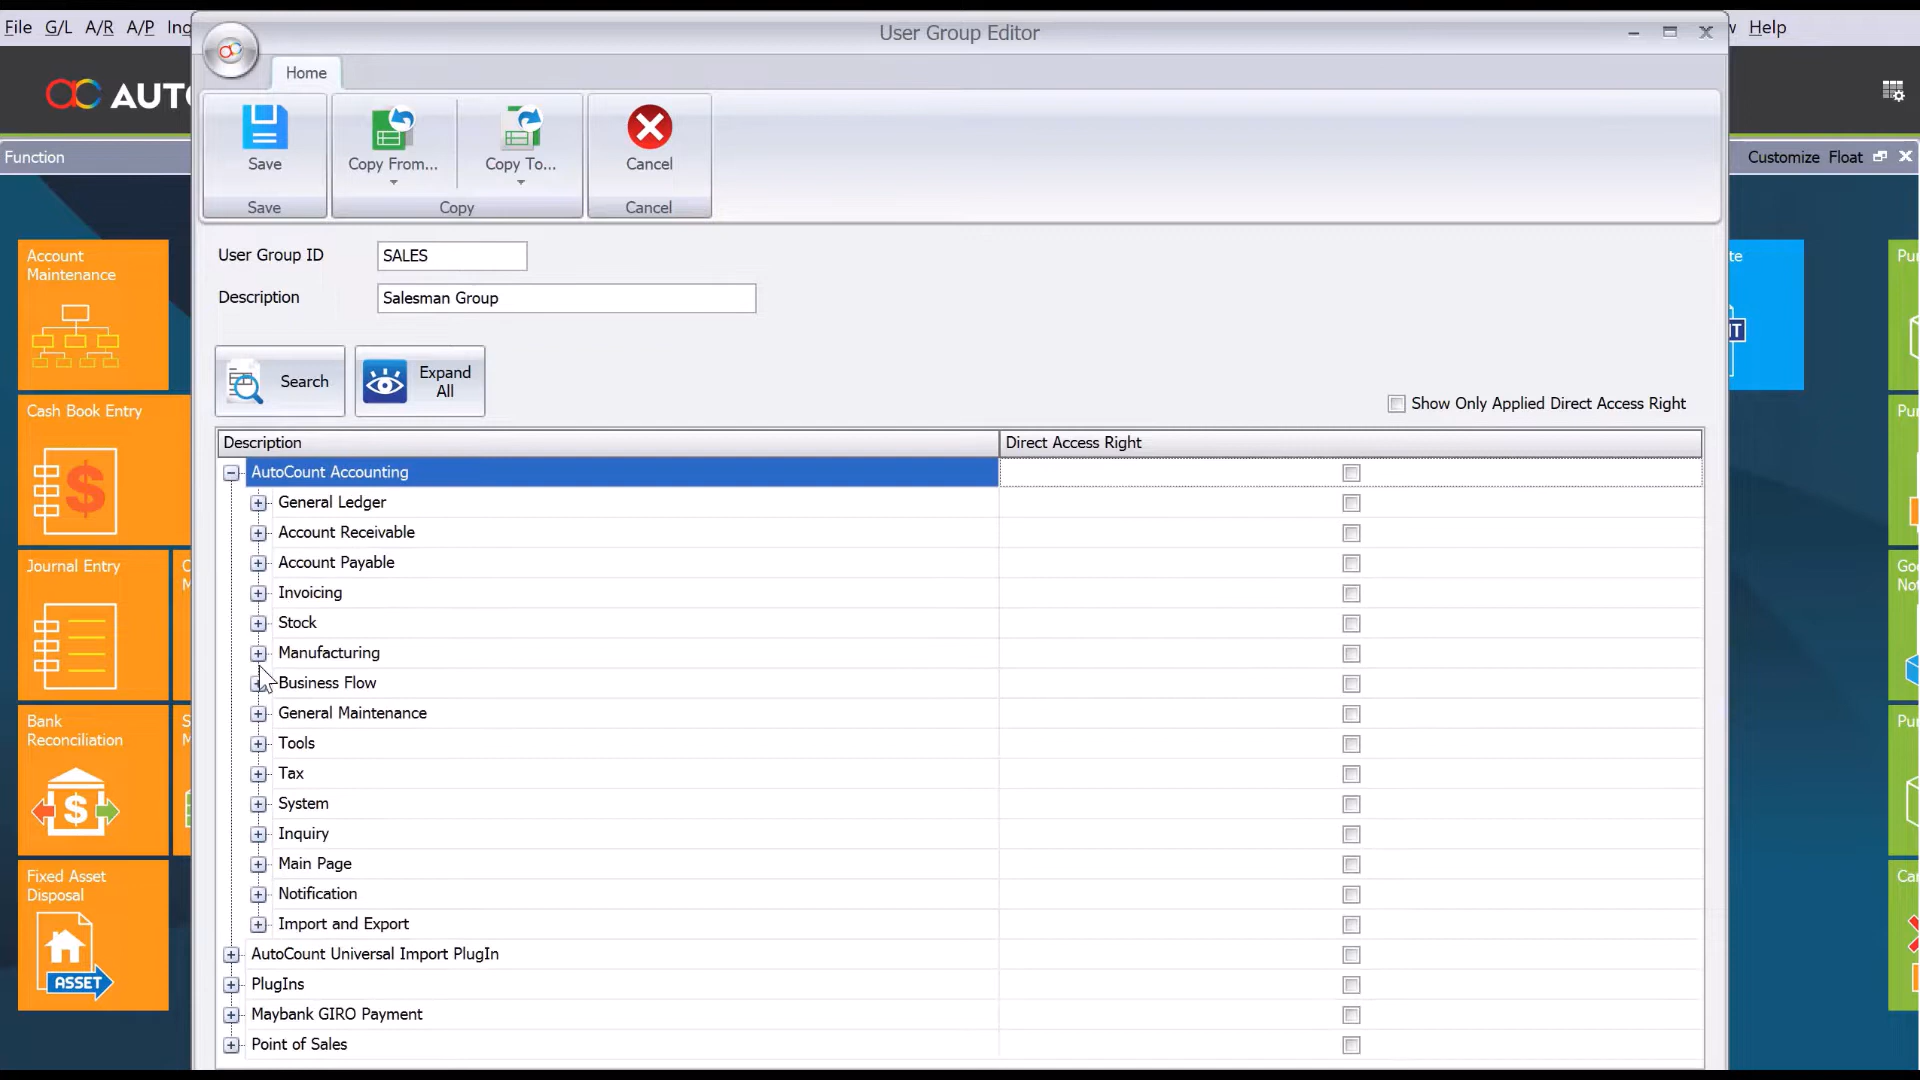 User Group Editor
File G/L A/R A/P
Help
Home
AUTO
Save
Copy From...
Copy To...
Cancel
Save
Copy
Cancel
Function
Customize Float
User Group ID
SALES
Description
Salesman Group
Account
Maintenance
Search
Expand
All
Show Only Applied Direct Access Right
Cash Book Entry
Description
Direct Access Right
AutoCount Accounting
General Ledger
Account Receivable
Account Payable
Journal Entry
Invoicing
Stock
Manufacturing
Business Flow
General Maintenance
Bank
Reconciliation
Tools
Tax
System
Inquiry
Main Page
Fixed Asset
Disposal
Notification
Import and Export
AutoCount Universal Import PlugIn
ASSET
PlugIns
Maybank GIRO Payment
Point of Sales